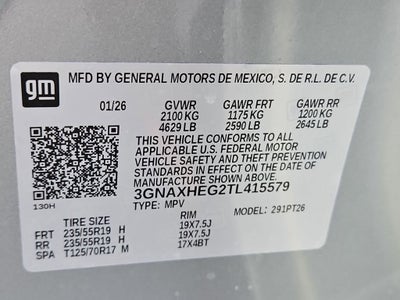 gm
MFD BY GENERAL MOTORS DE MEXICO, S. DE R.L. DE C.V.
01/26 GVWR GAWR FRT GAWR RR
2100 KG 1175 KG 1200 KG
4629 LB 2590 LB 2645 LB
THIS VEHICLE CONFORMS TO ALL
APPLICABLE U.S. FEDERAL MOTOR
VEHICLE SAFETY AND THEFT PREVENTION
STANDARDS IN EFFECT ON THE DATE OF
MANUFACTURE SHOWN ABOVE.
3GNAXHEG2TL415579
130H
TYPE: MPV MODEL: 291PT26
TIRE SIZE RIM
FRT 235/55R19 H 19X7.5J
RR 235/55R19 H 19X7.5J
SPA T125/70R17 M 17X4BT